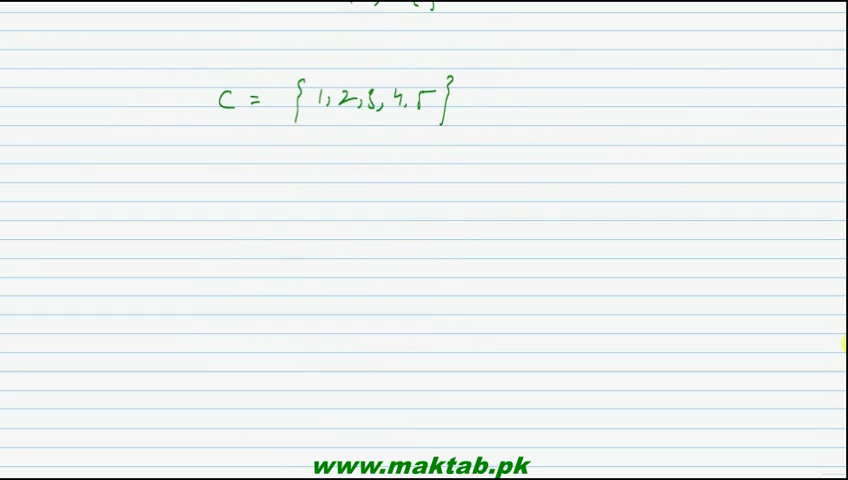 C = { 1, 2, 3, 4, 5 }
www.maktab.pk